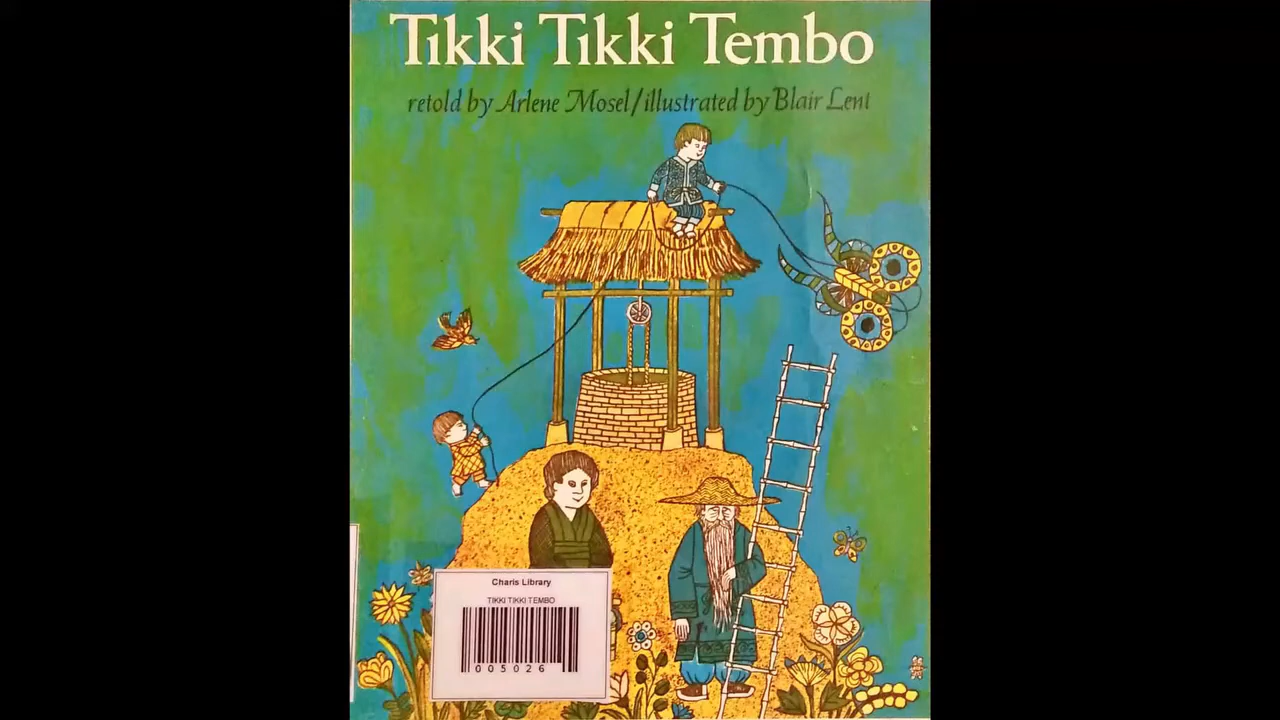 Tikki Tikki Tembo
retold by Arlene Mosel/illustrated by Blair Lent
Charis Library
TIKKI TIKKI TEMBO
005026